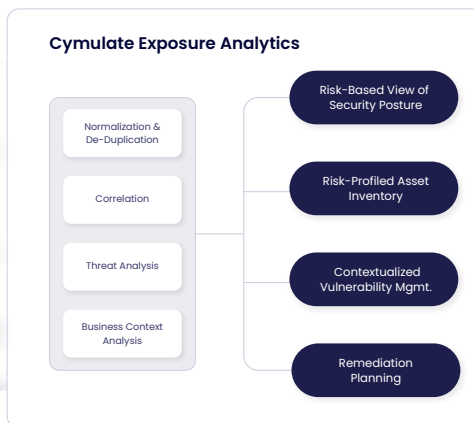 Cymulate Exposure Analytics
Normalization &
De-Duplication
Correlation
Threat Analysis
Business Context
Analysis
Risk-Based View of
Security Posture
Risk-Profiled Asset
Inventory
Contextualized
Vulnerability Mgmt.
Remediation
Planning